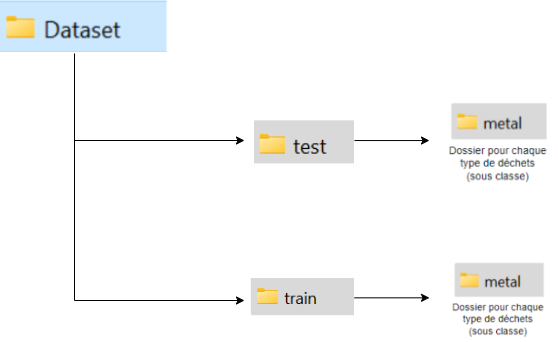 Dataset
test
metal
Dossier pour chaque
type de déchets
(sous classe)
train
metal
Dossier pour chaque
type de déchets
(sous classe)